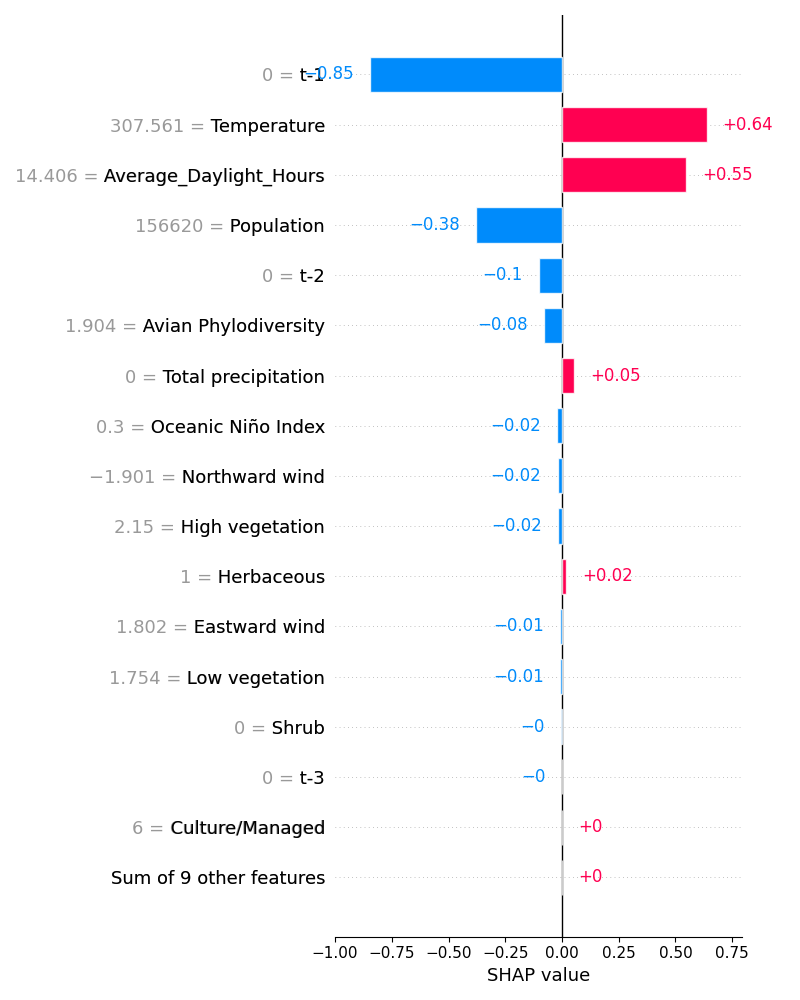 0 = t-1 −0.85
307.561 = Temperature +0.64
14.406 = Average_Daylight_Hours +0.55
156620 = Population −0.38
0 = t-2 −0.1
1.904 = Avian Phylodiversity −0.08
0 = Total precipitation +0.05
0.3 = Oceanic Niño Index −0.02
−1.901 = Northward wind −0.02
2.15 = High vegetation −0.02
1 = Herbaceous +0.02
1.802 = Eastward wind −0.01
1.754 = Low vegetation −0.01
0 = Shrub −0
0 = t-3 −0
6 = Culture/Managed +0
Sum of 9 other features +0
−1.00 −0.75 −0.50 −0.25 0.00 0.25 0.50 0.75
SHAP value